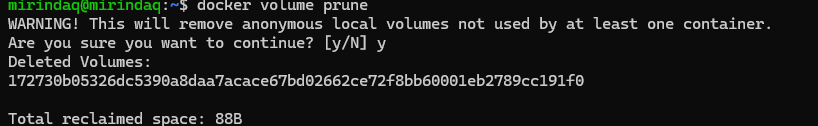 mirindaq@mirindaq:~$ docker volume prune
WARNING! This will remove anonymous local volumes not used by at least one container.
Are you sure you want to continue? [y/N] y
Deleted Volumes:
172730b05326dc5390a8daa7acace67bd02662ce72f8bb60001eb2789cc191f0

Total reclaimed space: 88B